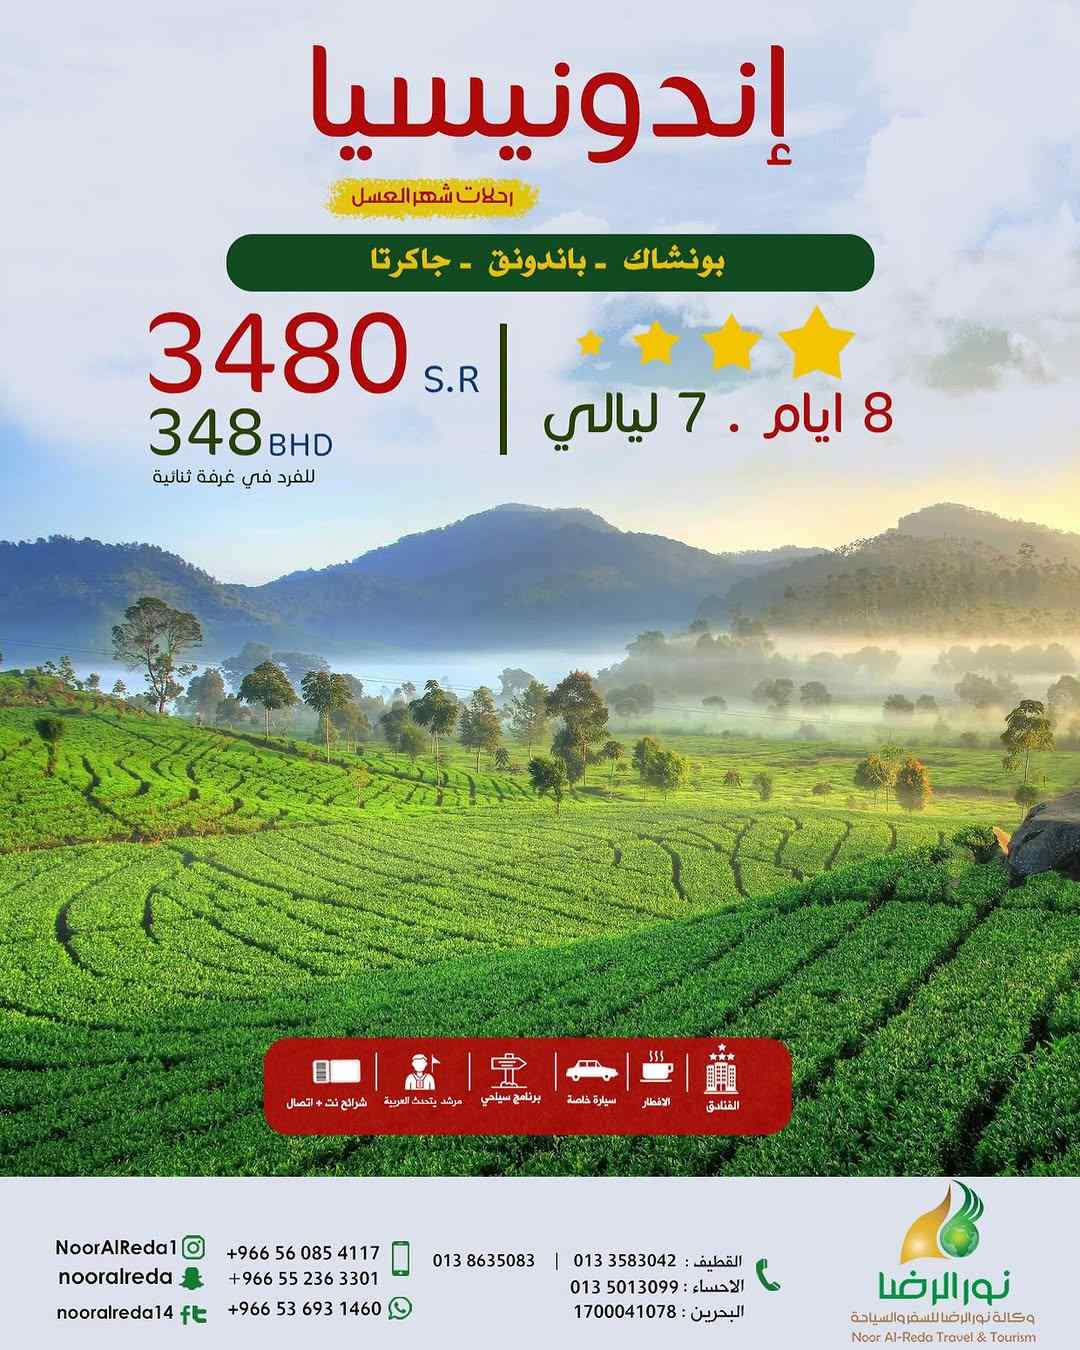 إندونيسيا
رحلات شهر العسل
بونشاك - باندونق - جاكرتا
8 ايام . 7 ليالي
3480 S.R
348 BHD
للفرد في غرفة ثنائية
الفنادق
الافطار
سيارة خاصة
برنامج سياحي
مرشد يتحدث العربية
شرائح نت + اتصال
نور الرضا
وكالة نور الرضا للسفر والسياحة
Noor Al-Reda Travel & Tourism
القطيف : 013 3583042 | 013 8635083
الاحساء : 013 5013099
البحرين : 1700041078
+966 56 085 4117
+966 55 236 3301
+966 53 693 1460
NoorAlReda1
nooralreda
nooralreda14